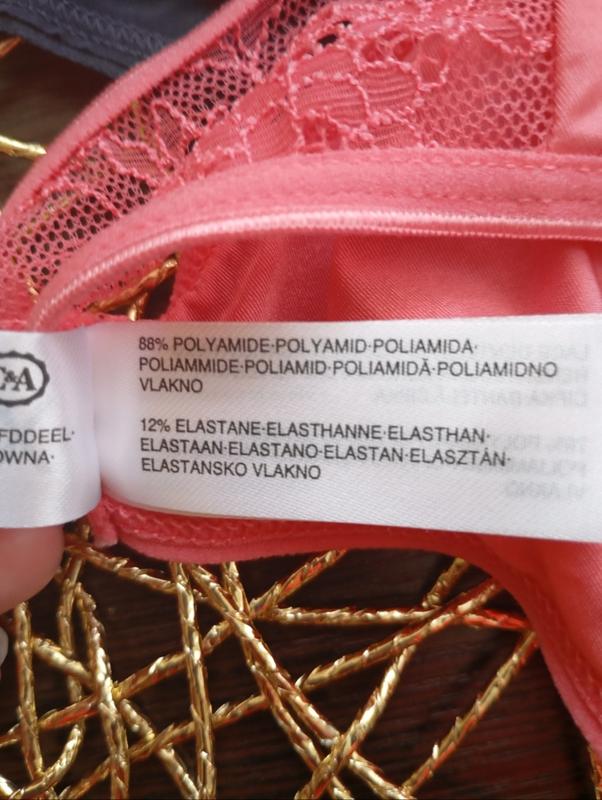 C&A
FDDEEL·
OWNA·
88% POLYAMIDE·POLYAMID·POLIAMIDA·
POLIAMMIDE·POLIAMID·POLIAMIDĂ·POLIAMIDNO
VLAKNO
12% ELASTANE·ELASTHANNE·ELASTHAN·
ELASTAAN·ELASTANO·ELASTAN·ELASZTÁN·
ELASTANSKO VLAKNO